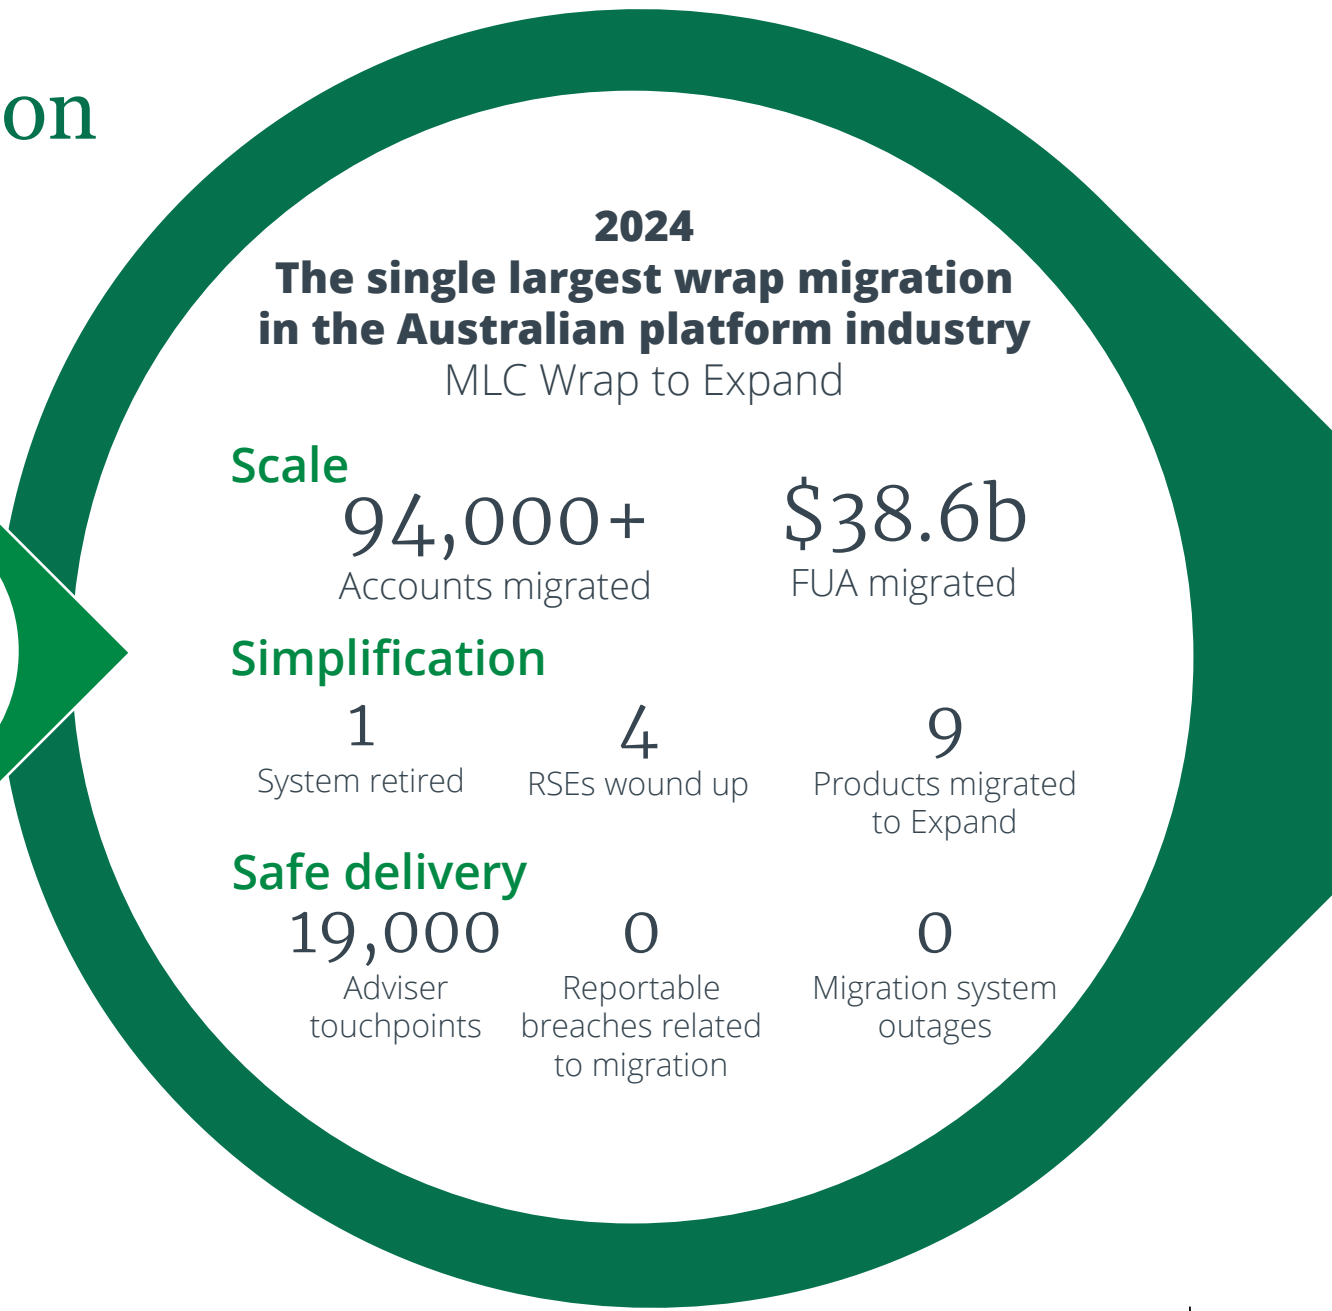 on
2024
The single largest wrap migration
in the Australian platform industry
MLC Wrap to Expand
Scale
94,000+
Accounts migrated
$38.6b
FUA migrated
Simplification
1
System retired
4
RSEs wound up
9
Products migrated
to Expand
Safe delivery
19,000
Adviser
touchpoints
0
Reportable
breaches related
to migration
0
Migration system
outages